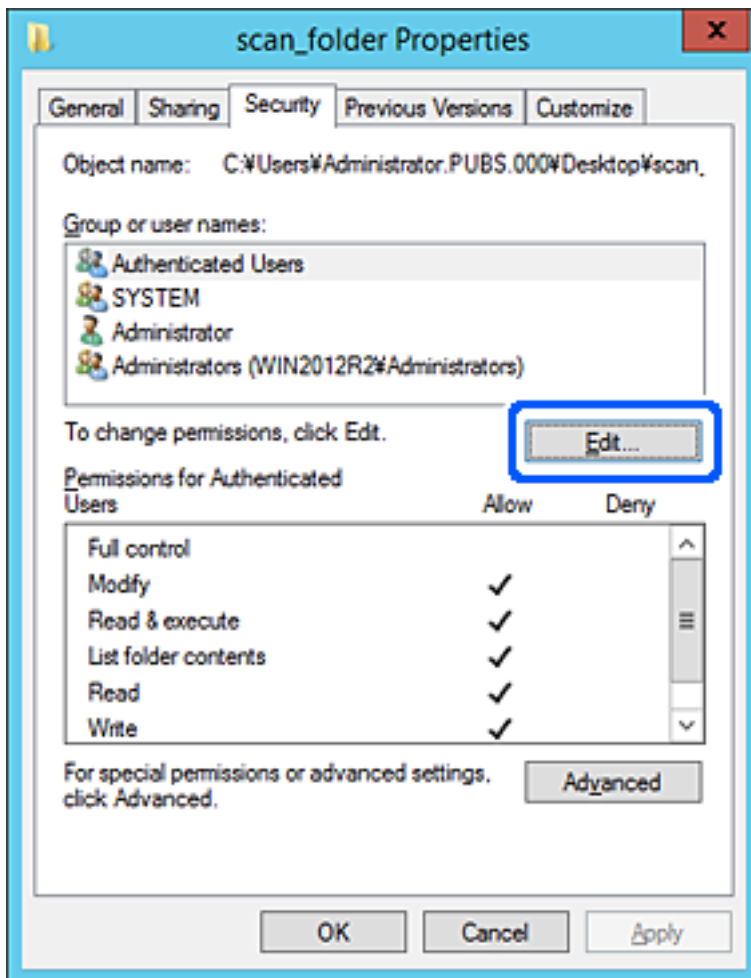 scan_folder Properties
x
General Sharing Security Previous Versions Customize
Object name: C:¥Users¥Administrator.PUBS.000¥Desktop¥scan_
Group or user names:
Authenticated Users
SYSTEM
Administrator
Administrators (WIN2012R2¥Administrators)
To change permissions, click Edit.
Edit...
Permissions for Authenticated
Users Allow Deny
Full control
Modify
Read & execute
List folder contents
Read
Write
For special permissions or advanced settings,
click Advanced.
Advanced
OK Cancel Apply